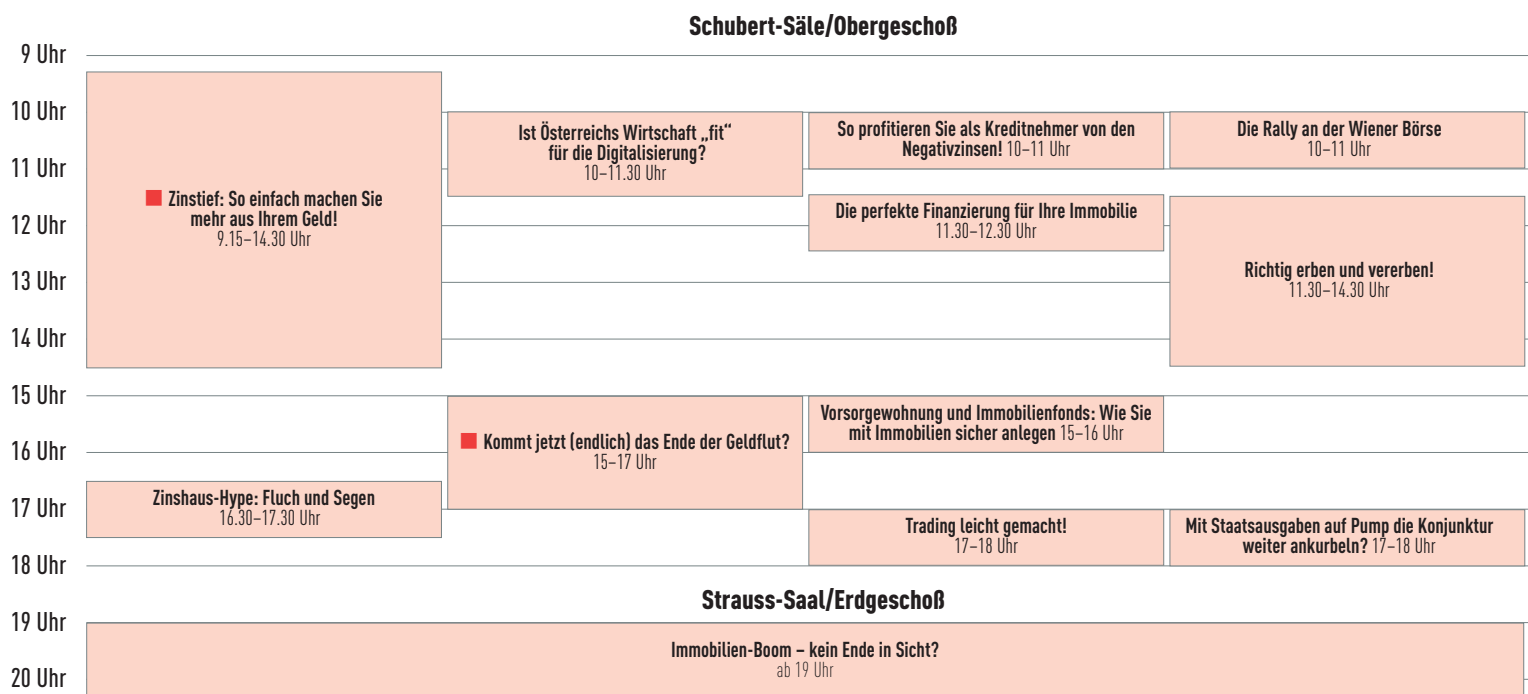 Schubert-Säle/Obergeschoß
9 Uhr
10 Uhr
11 Uhr
12 Uhr
13 Uhr
14 Uhr
15 Uhr
16 Uhr
17 Uhr
18 Uhr
19 Uhr
20 Uhr
Zinstief: So einfach machen Sie
mehr aus Ihrem Geld!
9.15–14.30 Uhr
Zinshaus-Hype: Fluch und Segen
16.30–17.30 Uhr
Ist Österreichs Wirtschaft „fit“
für die Digitalisierung?
10–11.30 Uhr
Kommt jetzt (endlich) das Ende der Geldflut?
15–17 Uhr
So profitieren Sie als Kreditnehmer von den
Negativzinsen! 10–11 Uhr
Die perfekte Finanzierung für Ihre Immobilie
11.30–12.30 Uhr
Vorsorgewohnung und Immobilienfonds: Wie Sie
mit Immobilien sicher anlegen 15–16 Uhr
Trading leicht gemacht!
17–18 Uhr
Die Rally an der Wiener Börse
10–11 Uhr
Richtig erben und vererben!
11.30–14.30 Uhr
Mit Staatsausgaben auf Pump die Konjunktur
weiter ankurbeln? 17–18 Uhr
Strauss-Saal/Erdgeschoß
Immobilien-Boom – kein Ende in Sicht?
ab 19 Uhr